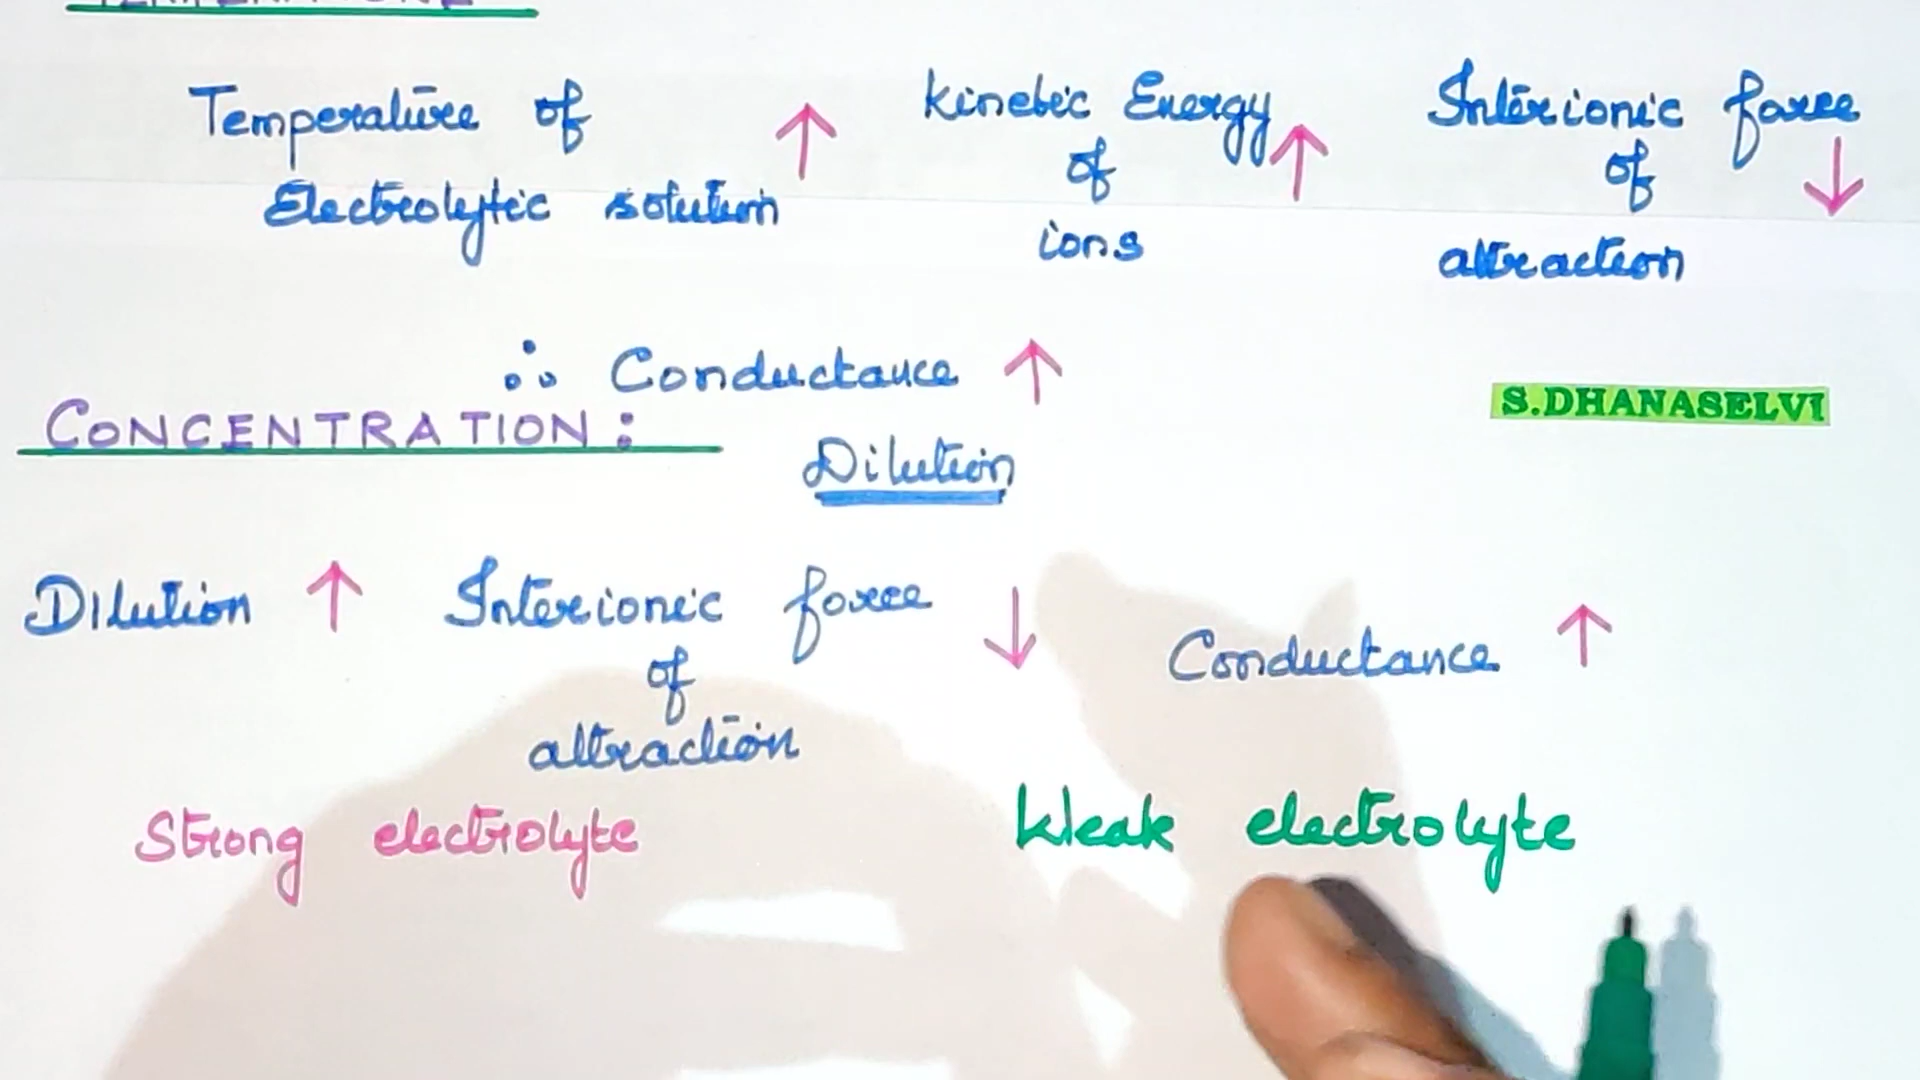 TEMPERATURE
Temperature of ↑ Kinetic Energy ↑ Interionic force ↓
Electrolytic solution of of
ions attraction
∴ Conductance ↑
S.DHANASELVI
CONCENTRATION:
Dilution
Dilution ↑ Interionic force ↓ Conductance ↑
of
attraction
Strong electrolyte Weak electrolyte